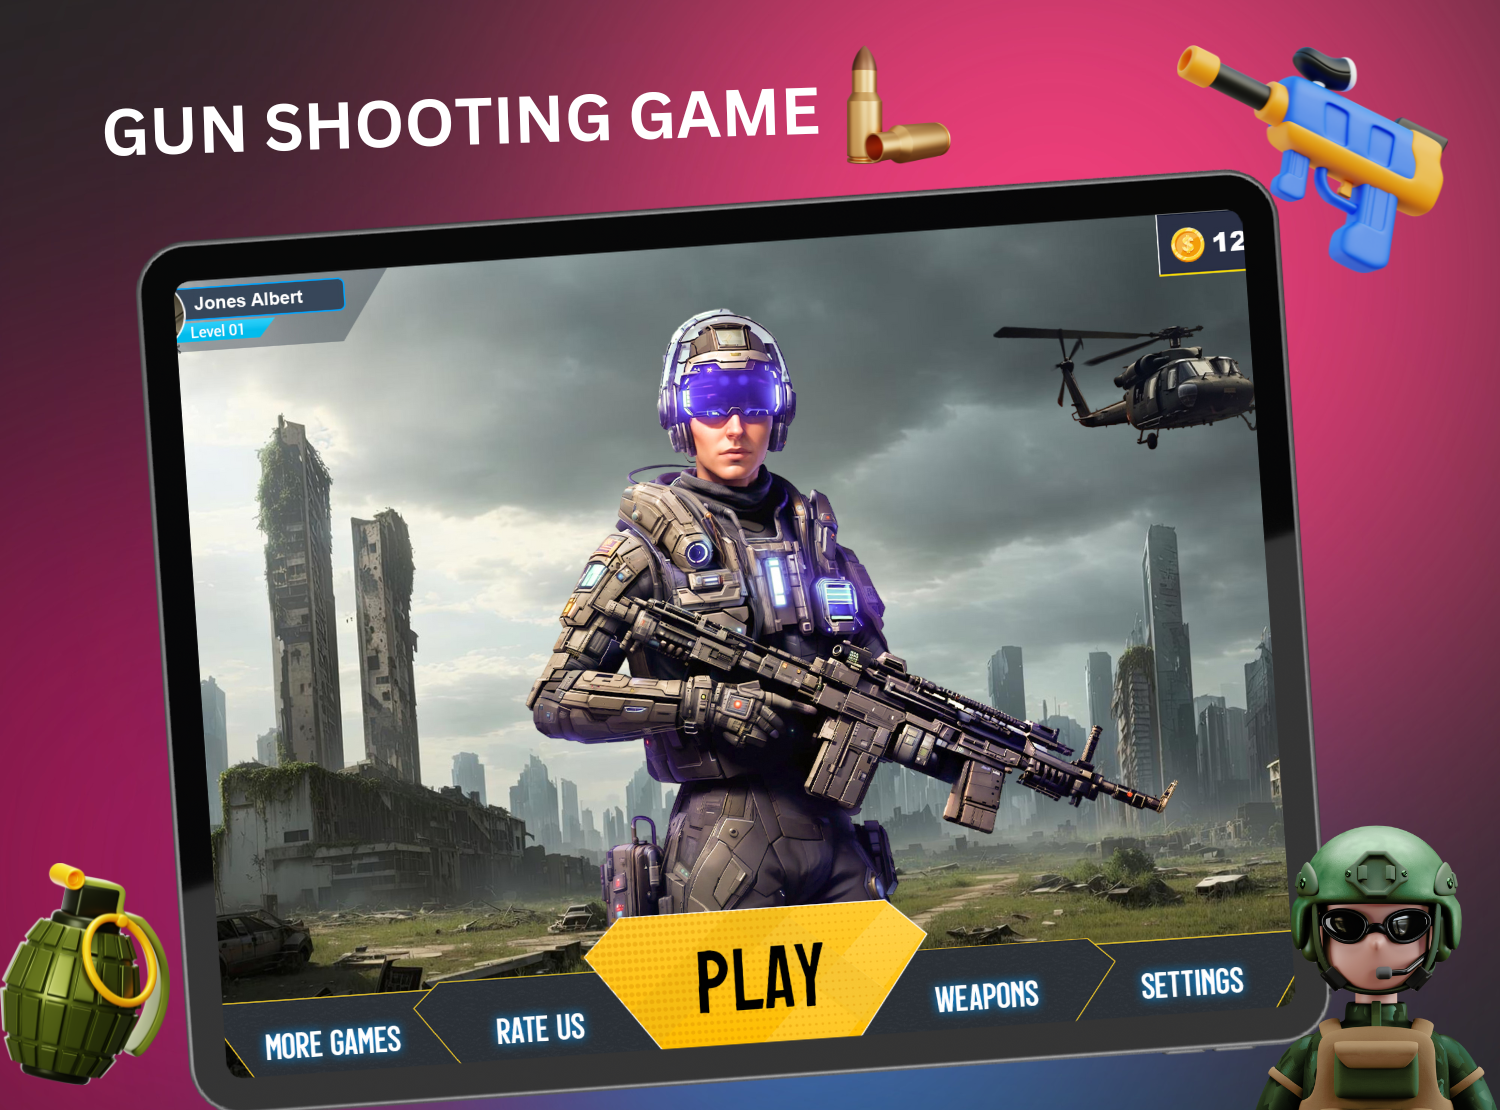 GUN SHOOTING GAME
Jones Albert
Level 01
12
PLAY
MORE GAMES
RATE US
WEAPONS
SETTINGS